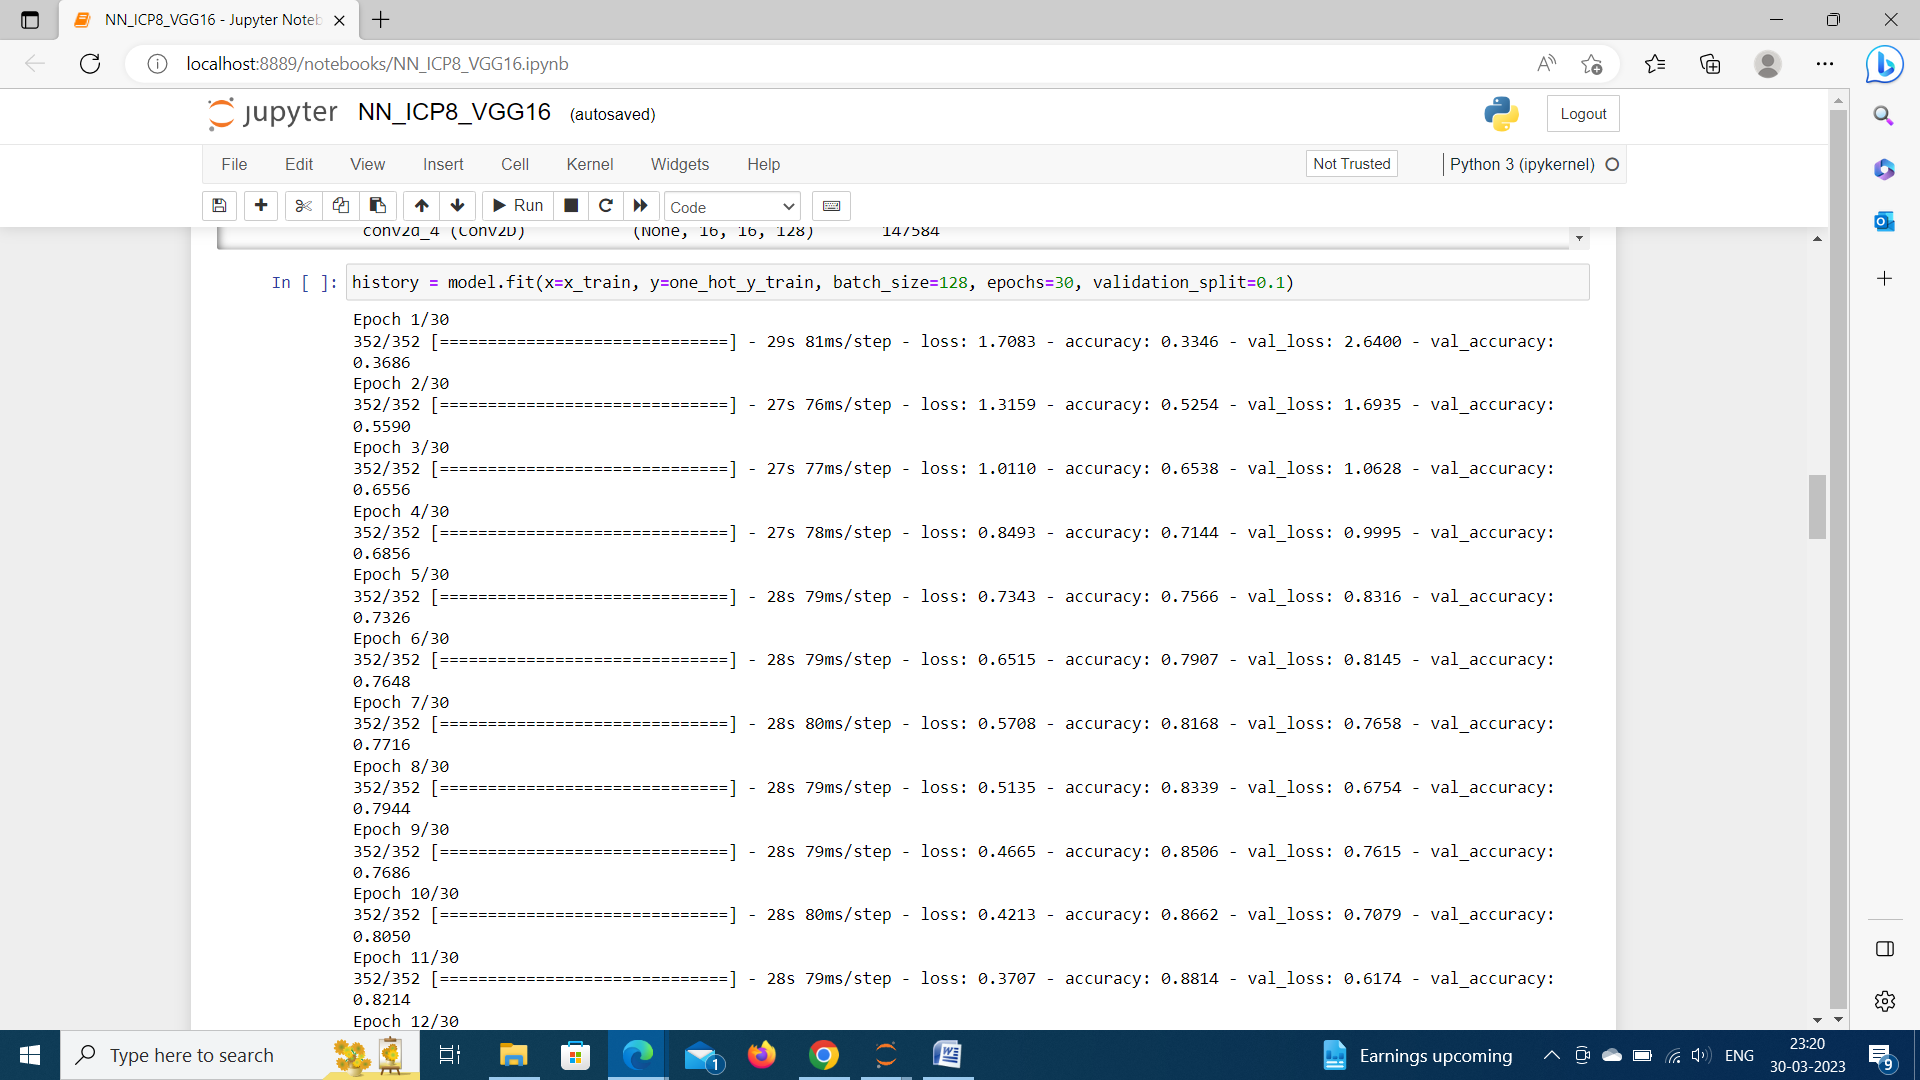 NN_ICP8_VGG16 - Jupyter Noteb
localhost:8889/notebooks/NN_ICP8_VGG16.ipynb
jupyter NN_ICP8_VGG16 (autosaved)
Logout
File Edit View Insert Cell Kernel Widgets Help
Not Trusted
Python 3 (ipykernel)
Run
Code
conv2d_4 (Conv2D) (None, 16, 16, 128) 147584
In [ ]: history = model.fit(x=x_train, y=one_hot_y_train, batch_size=128, epochs=30, validation_split=0.1)
Epoch 1/30
352/352 [==============================] - 29s 81ms/step - loss: 1.7083 - accuracy: 0.3346 - val_loss: 2.6400 - val_accuracy:
0.3686
Epoch 2/30
352/352 [==============================] - 27s 76ms/step - loss: 1.3159 - accuracy: 0.5254 - val_loss: 1.6935 - val_accuracy:
0.5590
Epoch 3/30
352/352 [==============================] - 27s 77ms/step - loss: 1.0110 - accuracy: 0.6538 - val_loss: 1.0628 - val_accuracy:
0.6556
Epoch 4/30
352/352 [==============================] - 27s 78ms/step - loss: 0.8493 - accuracy: 0.7144 - val_loss: 0.9995 - val_accuracy:
0.6856
Epoch 5/30
352/352 [==============================] - 28s 79ms/step - loss: 0.7343 - accuracy: 0.7566 - val_loss: 0.8316 - val_accuracy:
0.7326
Epoch 6/30
352/352 [==============================] - 28s 79ms/step - loss: 0.6515 - accuracy: 0.7907 - val_loss: 0.8145 - val_accuracy:
0.7648
Epoch 7/30
352/352 [==============================] - 28s 80ms/step - loss: 0.5708 - accuracy: 0.8168 - val_loss: 0.7658 - val_accuracy:
0.7716
Epoch 8/30
352/352 [==============================] - 28s 79ms/step - loss: 0.5135 - accuracy: 0.8339 - val_loss: 0.6754 - val_accuracy:
0.7944
Epoch 9/30
352/352 [==============================] - 28s 79ms/step - loss: 0.4665 - accuracy: 0.8506 - val_loss: 0.7615 - val_accuracy:
0.7686
Epoch 10/30
352/352 [==============================] - 28s 80ms/step - loss: 0.4213 - accuracy: 0.8662 - val_loss: 0.7079 - val_accuracy:
0.8050
Epoch 11/30
352/352 [==============================] - 28s 79ms/step - loss: 0.3707 - accuracy: 0.8814 - val_loss: 0.6174 - val_accuracy:
0.8214
Epoch 12/30
Type here to search
1
Earnings upcoming
ENG
23:20
30-03-2023
9